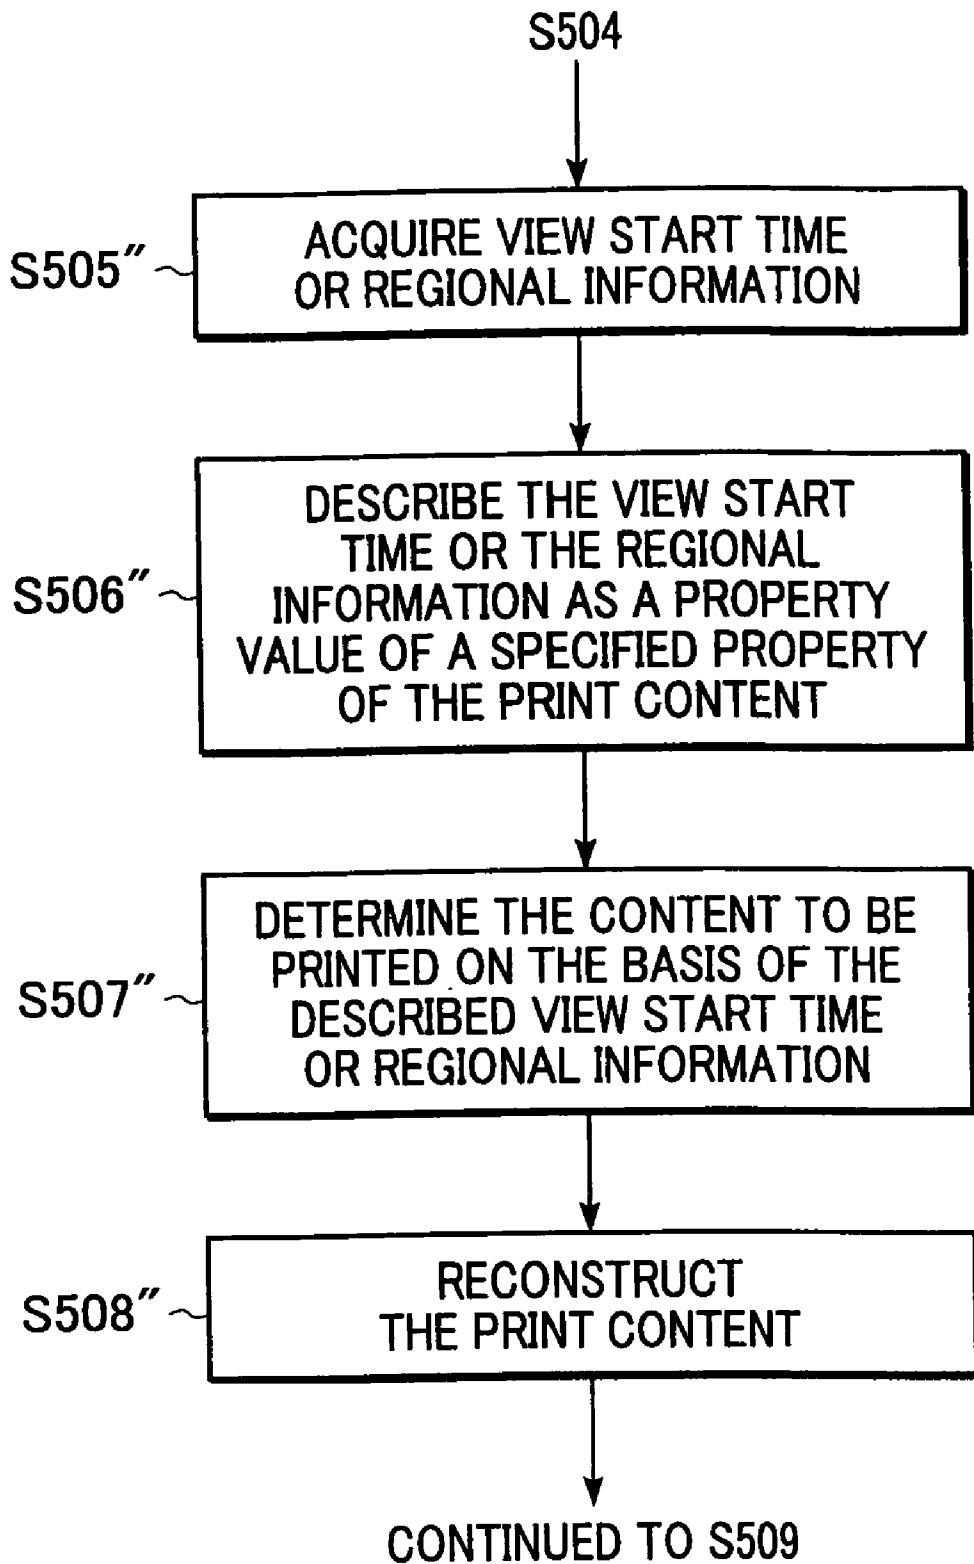 S504
S505″
ACQUIRE VIEW START TIME
OR REGIONAL INFORMATION
S506″
DESCRIBE THE VIEW START
TIME OR THE REGIONAL
INFORMATION AS A PROPERTY
VALUE OF A SPECIFIED PROPERTY
OF THE PRINT CONTENT
S507″
DETERMINE THE CONTENT TO BE
PRINTED ON THE BASIS OF THE
DESCRIBED VIEW START TIME
OR REGIONAL INFORMATION
S508″
RECONSTRUCT
THE PRINT CONTENT
CONTINUED TO S509